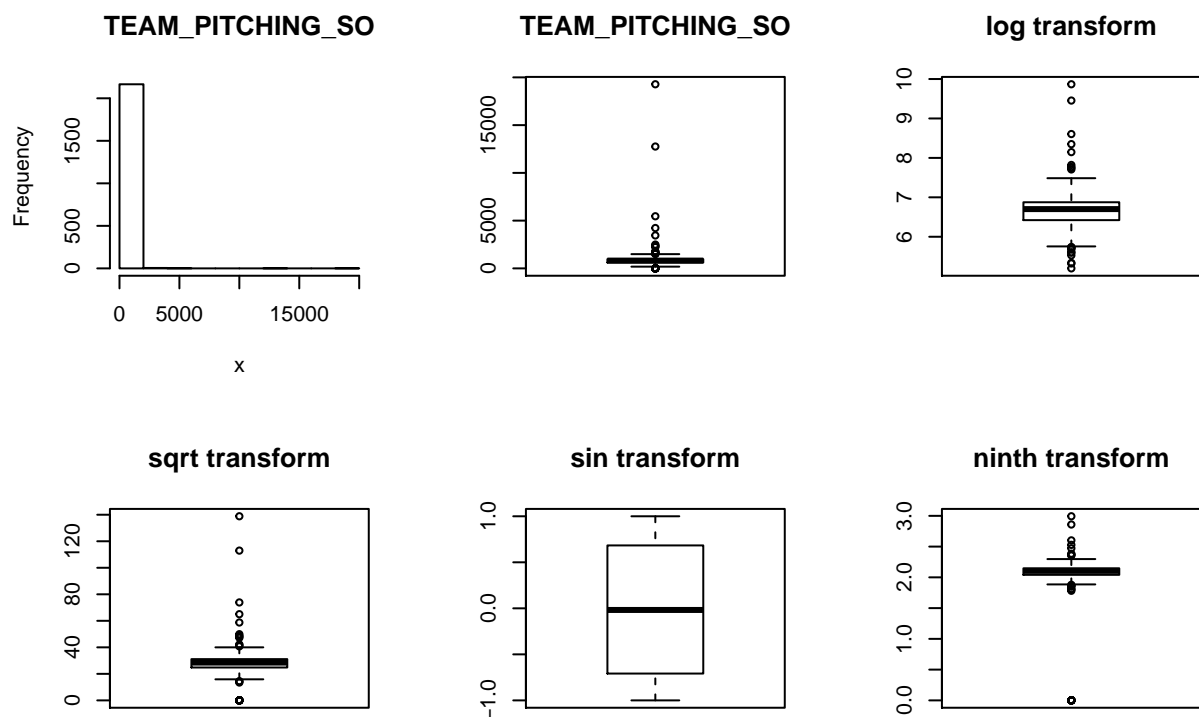 TEAM_PITCHING_SO
Frequency
0 500 1500
0 5000 15000
x
TEAM_PITCHING_SO
0 5000 15000
log transform
6 7 8 9 10
sqrt transform
0 40 80 120
sin transform
−1.0 0.0 1.0
ninth transform
0.0 1.0 2.0 3.0